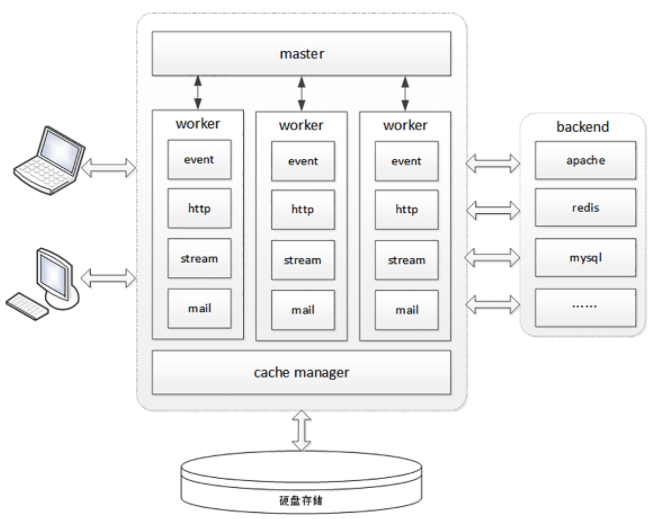 master
worker
event
http
stream
mail
worker
event
http
stream
mail
worker
event
http
stream
mail
cache manager
backend
apache
redis
mysql
……
硬盘存储